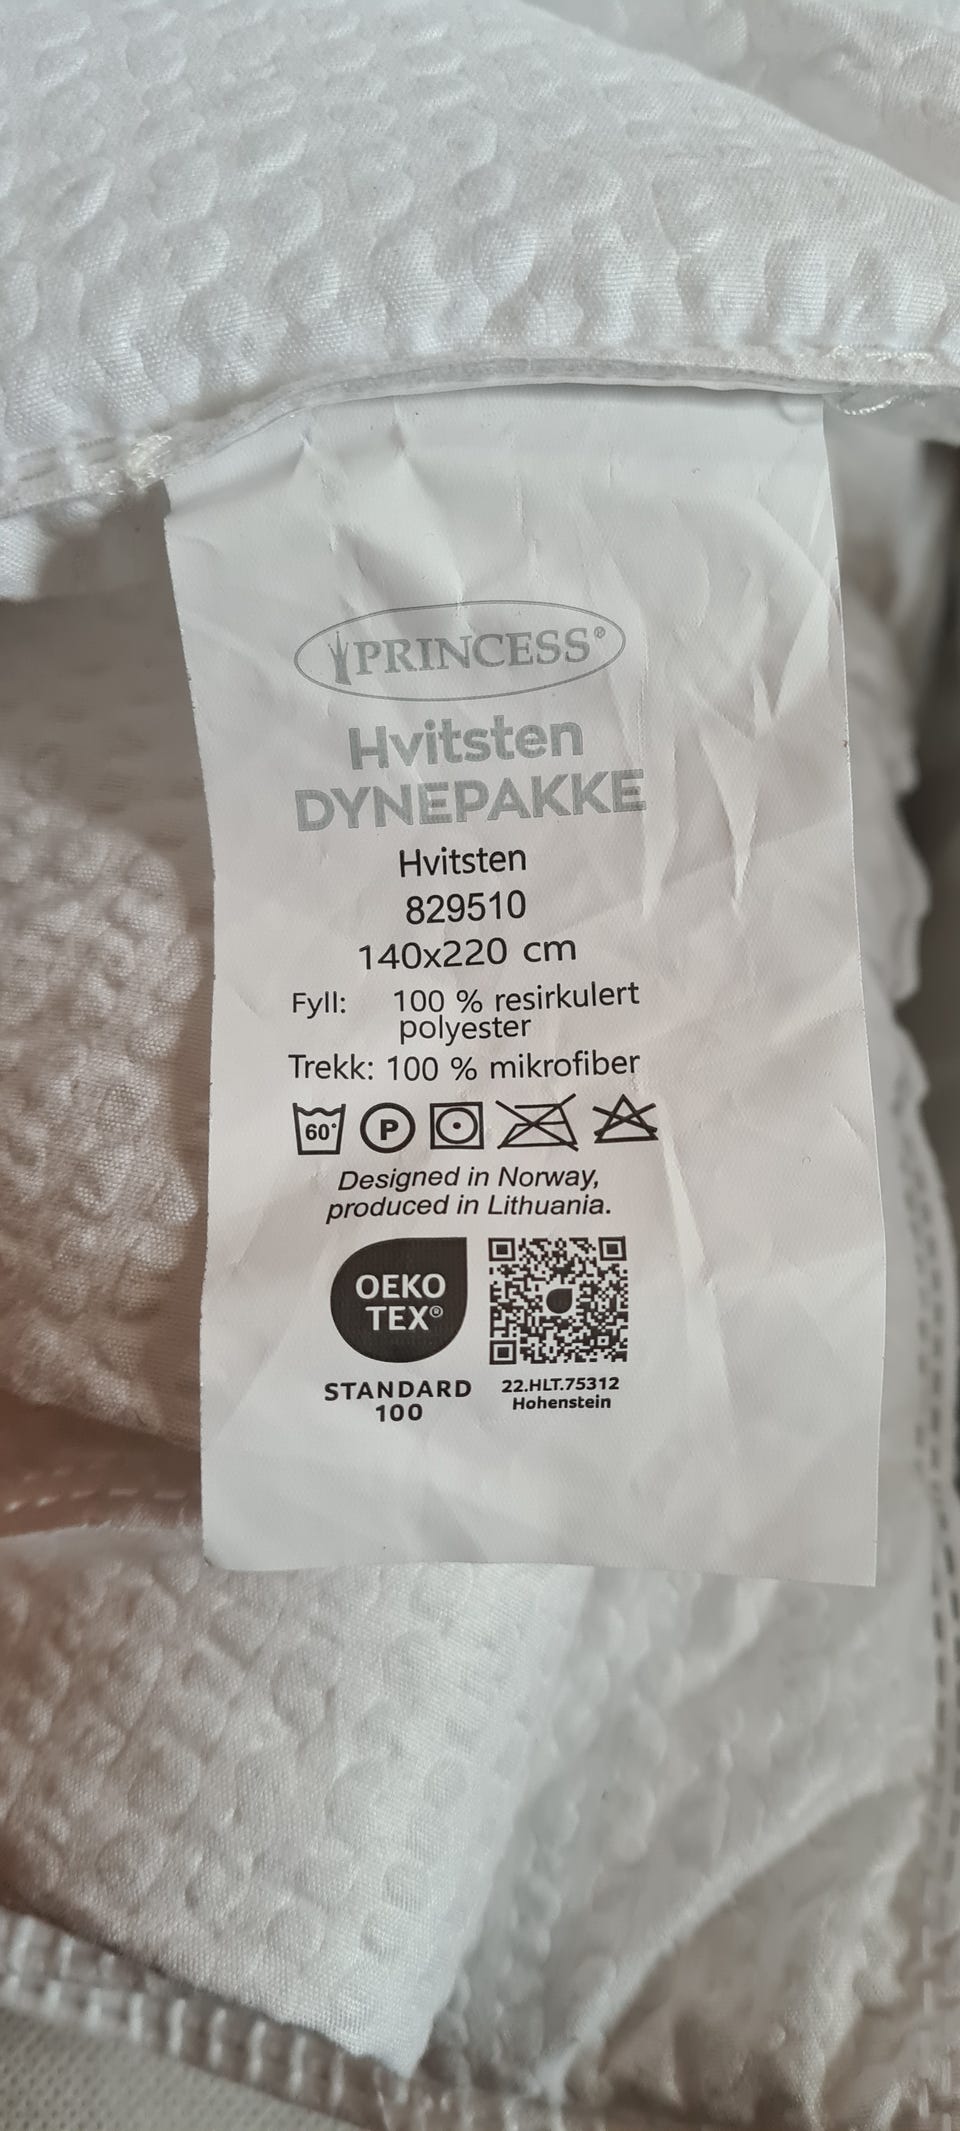 PRINCESS®
Hvitsten
DYNEPAKKE
Hvitsten
829510
140x220 cm
Fyll: 100 % resirkulert
polyester
Trekk: 100 % mikrofiber
60° P
Designed in Norway,
produced in Lithuania.
OEKO
TEX®
STANDARD
100
22.HLT.75312
Hohenstein